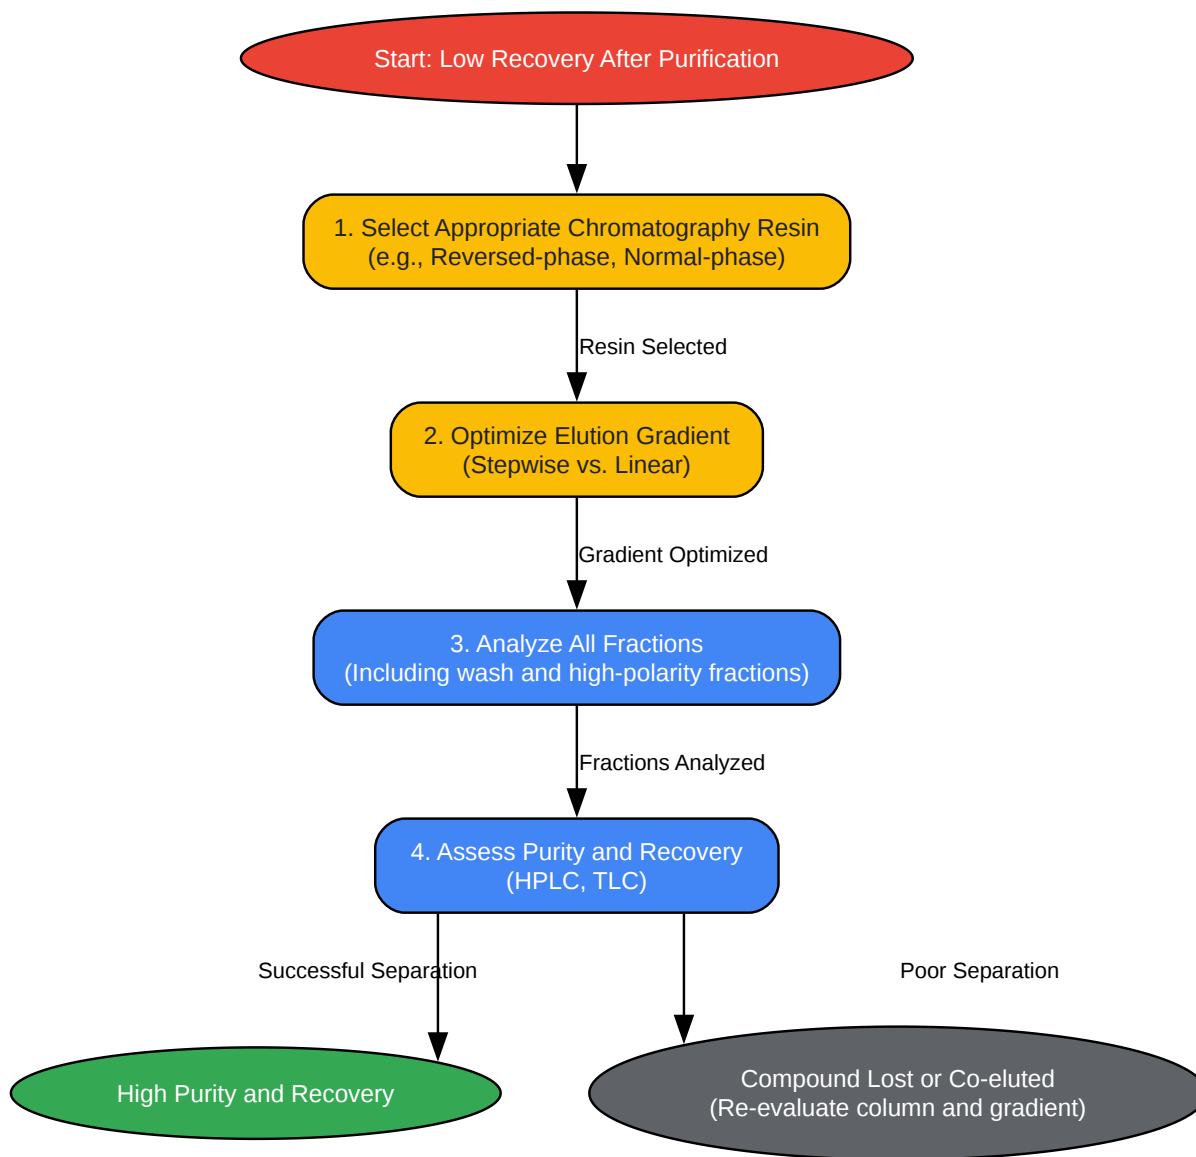 Start: Low Recovery After Purification
1. Select Appropriate Chromatography Resin
(e.g., Reversed-phase, Normal-phase)
Resin Selected
2. Optimize Elution Gradient
(Stepwise vs. Linear)
Gradient Optimized
3. Analyze All Fractions
(Including wash and high-polarity fractions)
Fractions Analyzed
4. Assess Purity and Recovery
(HPLC, TLC)
Successful Separation
Poor Separation
High Purity and Recovery
Compound Lost or Co-eluted
(Re-evaluate column and gradient)